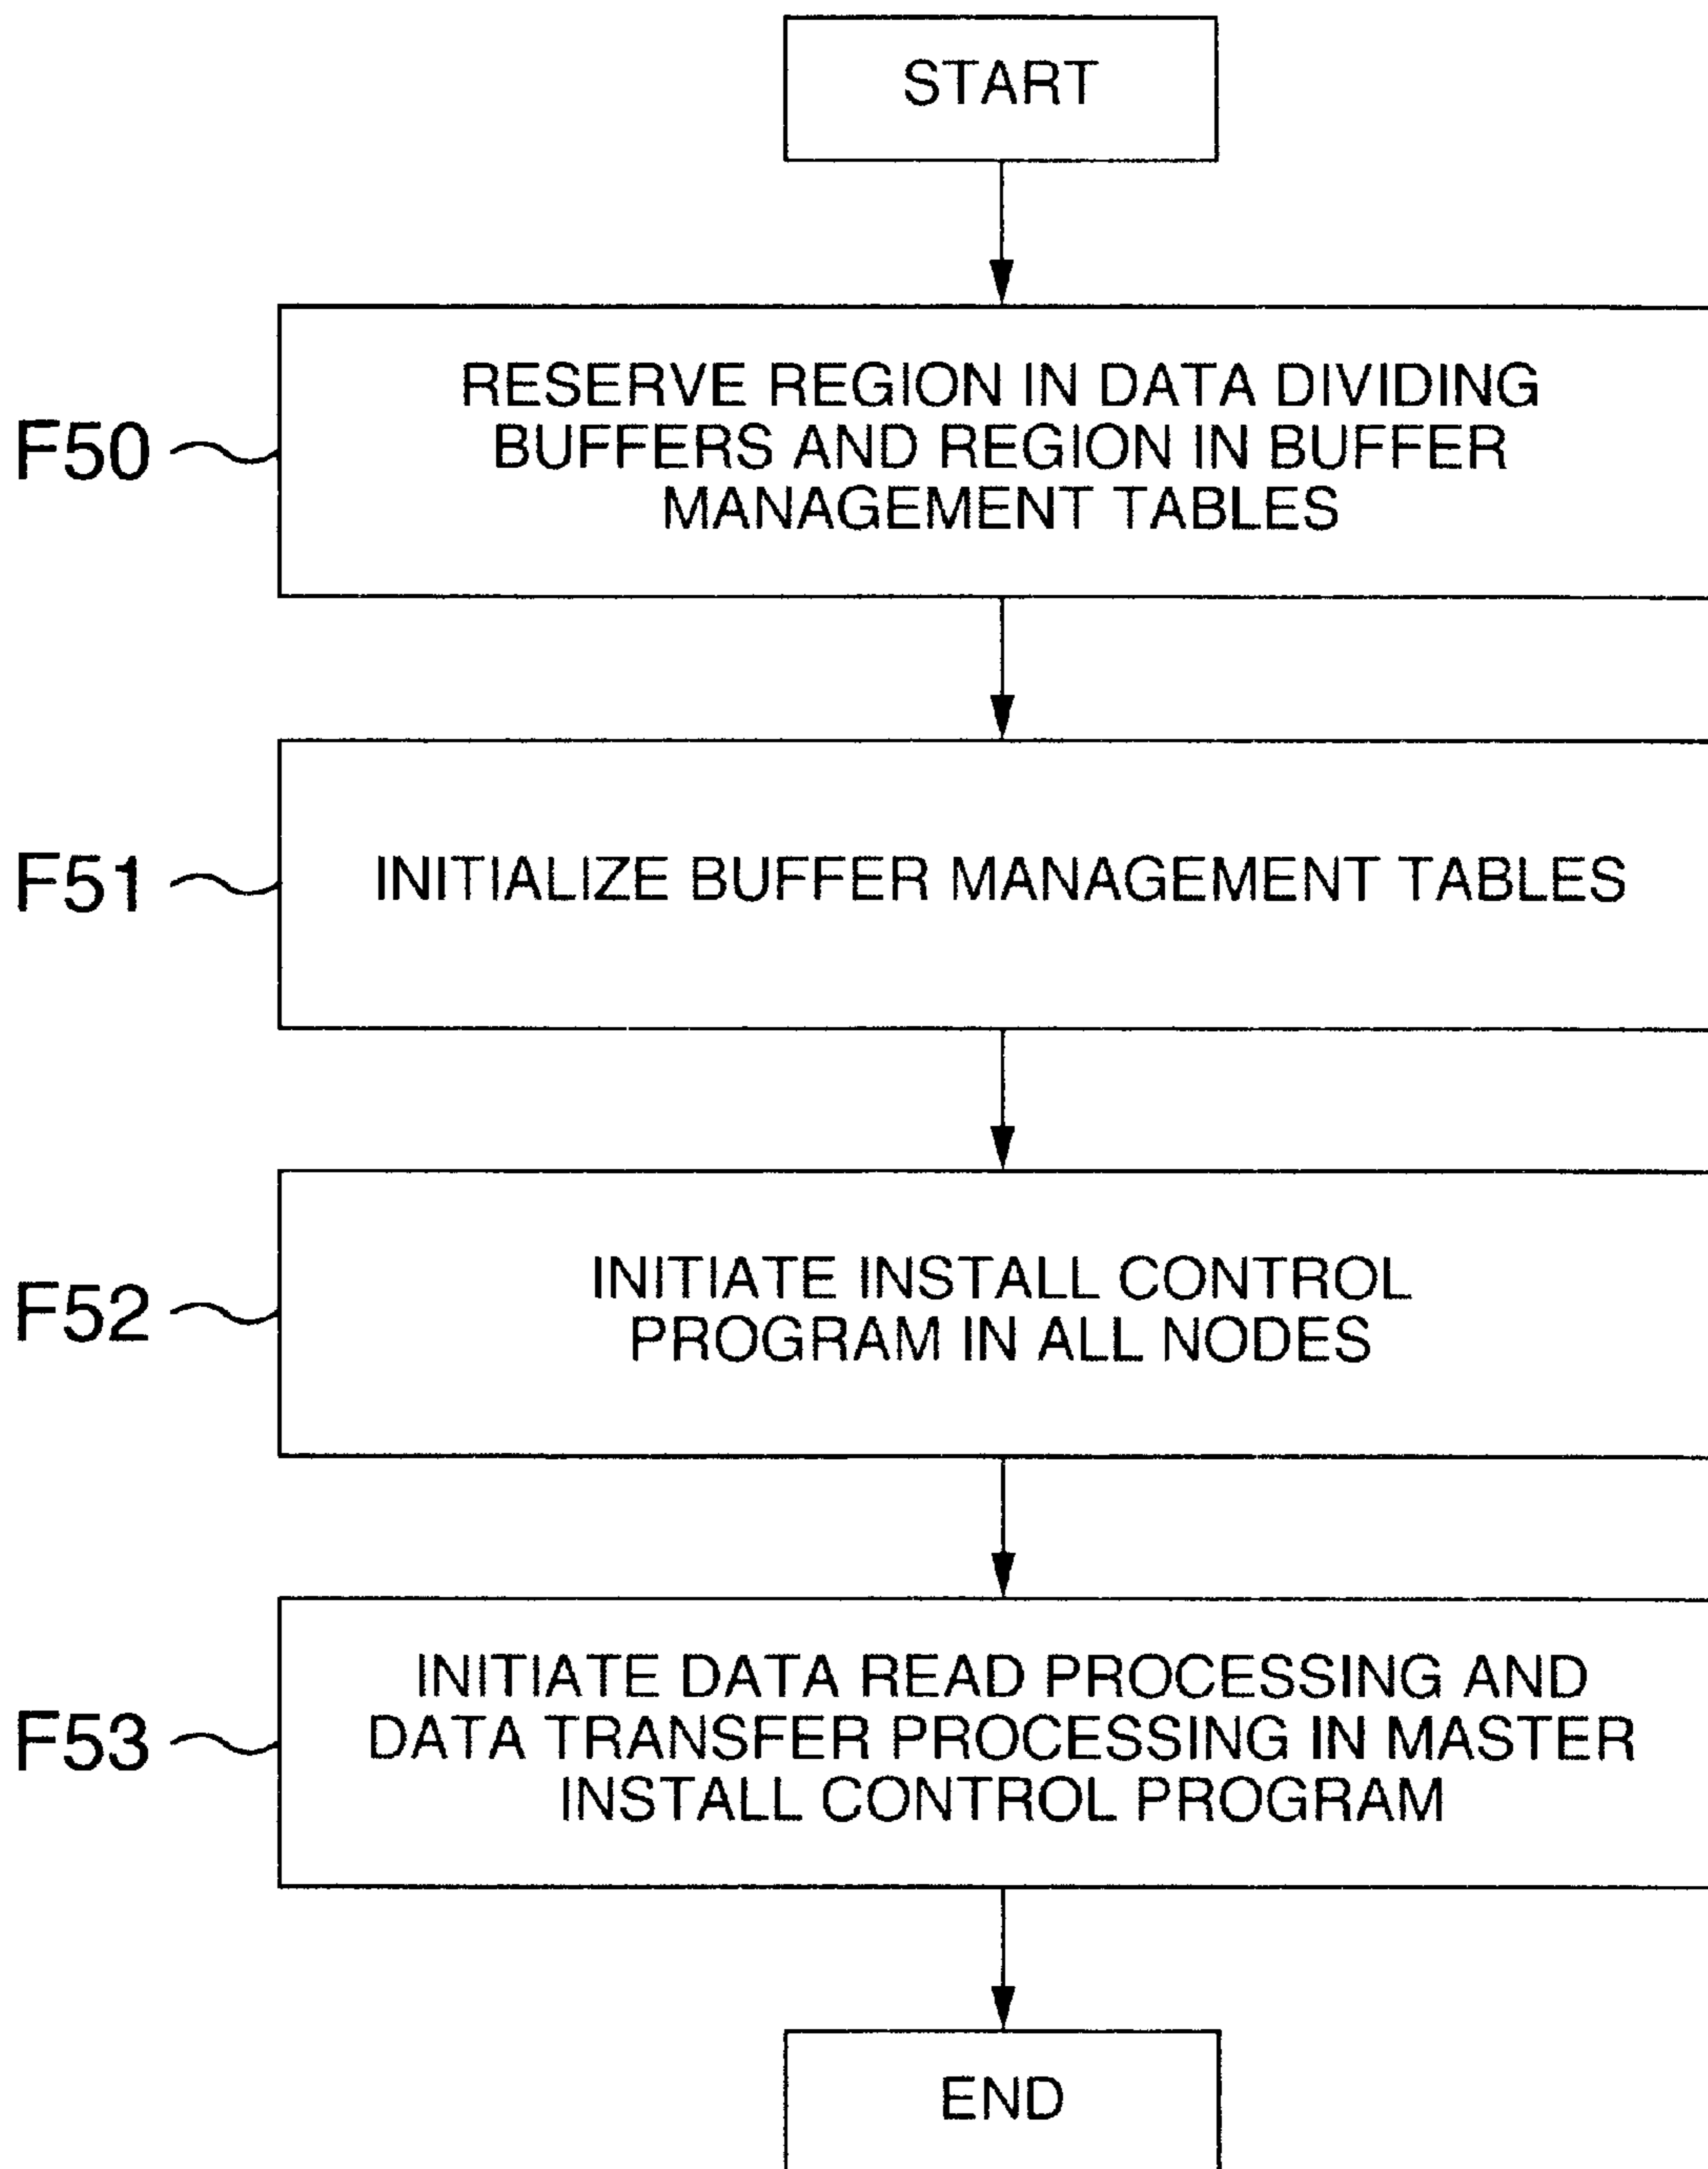 START
RESERVE REGION IN DATA DIVIDING
BUFFERS AND REGION IN BUFFER
MANAGEMENT TABLES
F50
INITIALIZE BUFFER MANAGEMENT TABLES
F51
INITIATE INSTALL CONTROL
PROGRAM IN ALL NODES
F52
INITIATE DATA READ PROCESSING AND
DATA TRANSFER PROCESSING IN MASTER
INSTALL CONTROL PROGRAM
F53
END